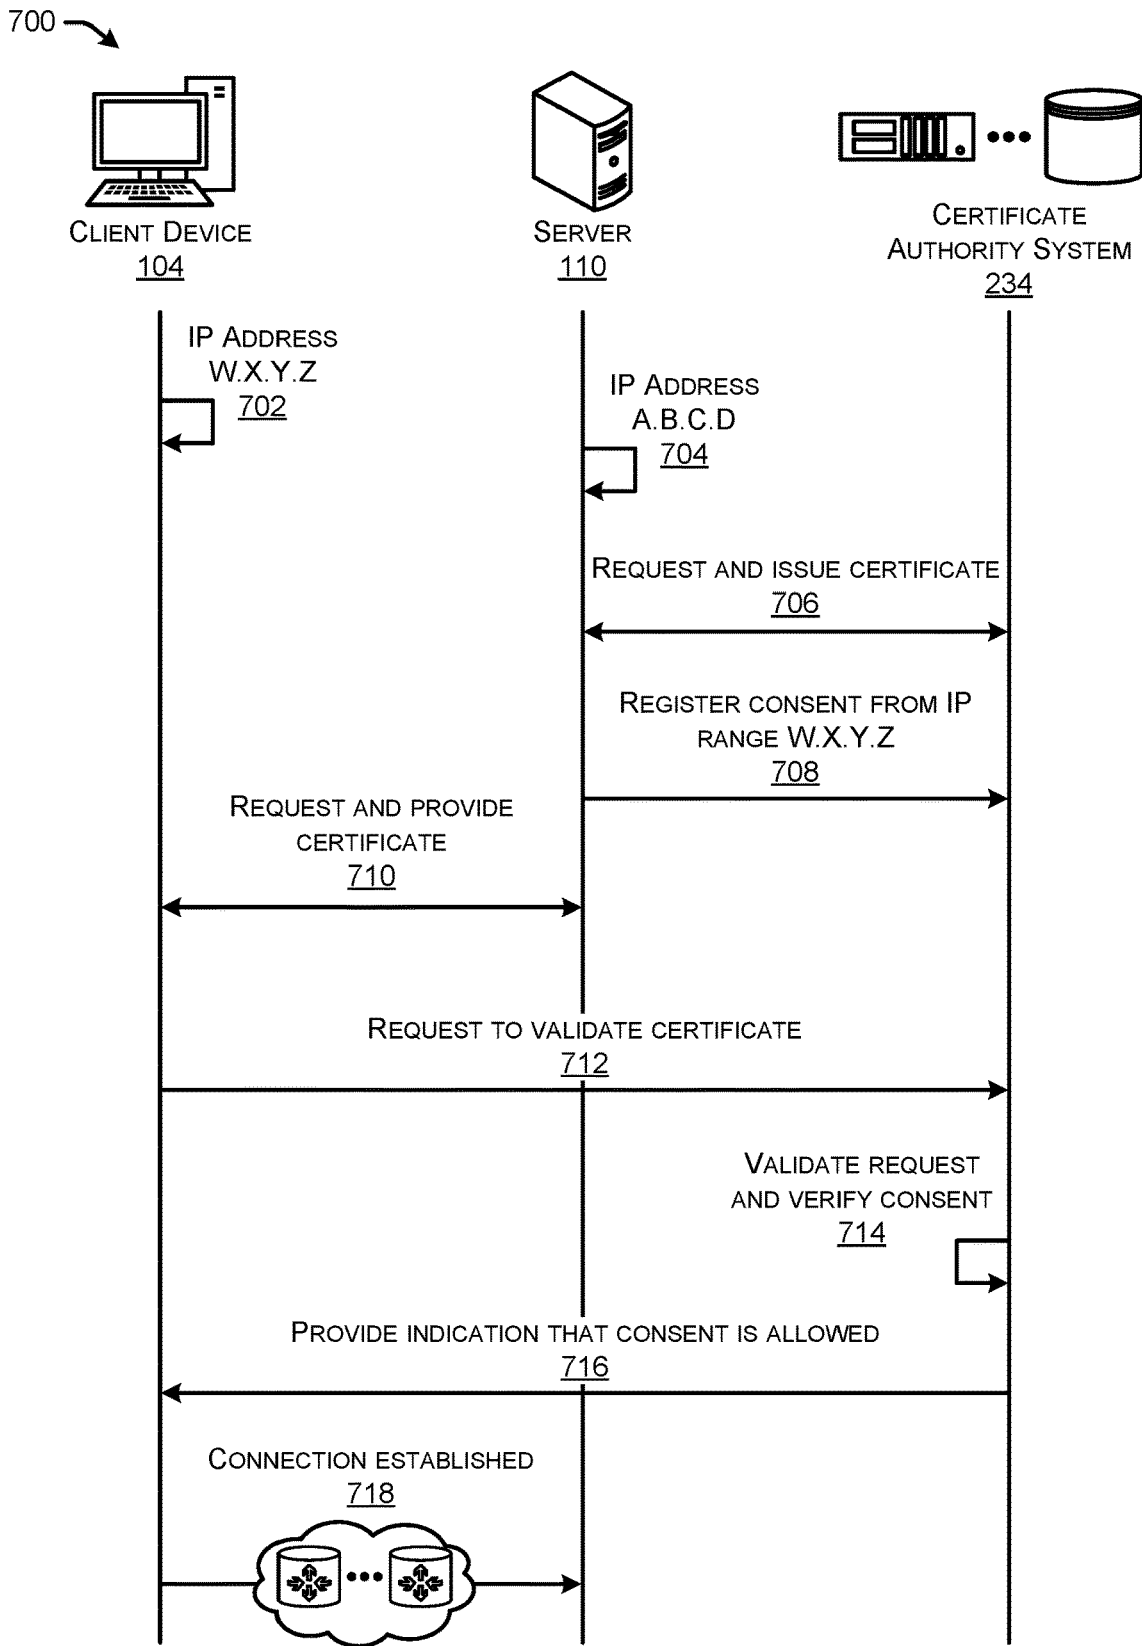 700
CLIENT DEVICE
104
SERVER
110
CERTIFICATE
AUTHORITY SYSTEM
234
IP ADDRESS
W.X.Y.Z
702
IP ADDRESS
A.B.C.D
704
REQUEST AND ISSUE CERTIFICATE
706
REGISTER CONSENT FROM IP
RANGE W.X.Y.Z
708
REQUEST AND PROVIDE
CERTIFICATE
710
REQUEST TO VALIDATE CERTIFICATE
712
VALIDATE REQUEST
AND VERIFY CONSENT
714
PROVIDE INDICATION THAT CONSENT IS ALLOWED
716
CONNECTION ESTABLISHED
718